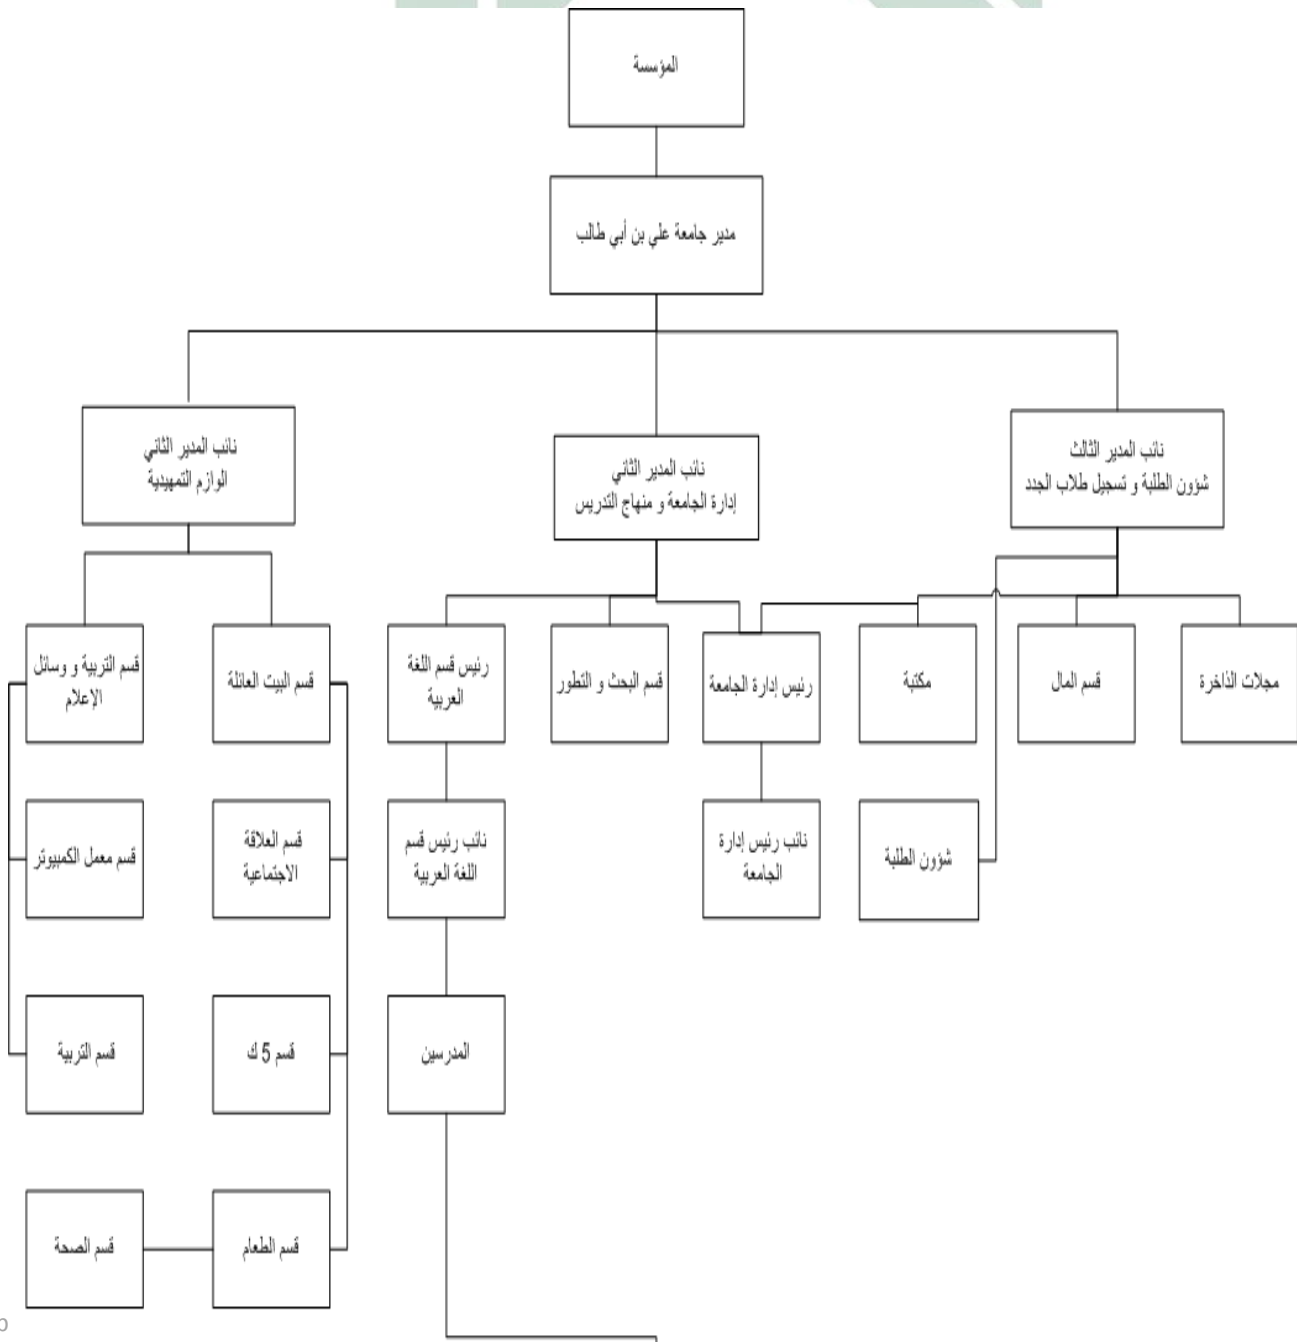 المؤسسة
مدير جامعة علي بن أبي طالب
نائب المدير الثالث
شؤون الطلبة و تسجيل طلاب الجدد
نائب المدير الثاني
إدارة الجامعة و منهاج التدريس
نائب المدير الثاني
الوازم التمهيدية
مجلات الذاخرة
قسم المال
مكتبة
رئيس إدارة الجامعة
قسم البحث و التطور
رئيس قسم اللغة
العربية
قسم البيت العائلة
قسم التربية و وسائل
الإعلام
شؤون الطلبة
نائب رئيس إدارة
الجامعة
نائب رئيس قسم
اللغة العربية
قسم العلاقة
الاجتماعية
قسم معمل الكمبيوتر
المدرسين
قسم 5 ك
قسم التربية
قسم الطعام
قسم الصحة